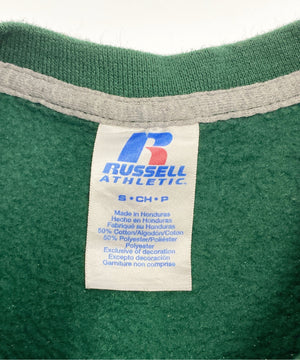 RUSSELL
ATHLETIC
S • CH • P
Made in Honduras
Hecho en Honduras
Fabriqué au Honduras
50% Cotton/Algodón/Coton
50% Polyester/Poliéster
Polyester
Exclusive of decoration
Excepto decoración
Garniture non comprise